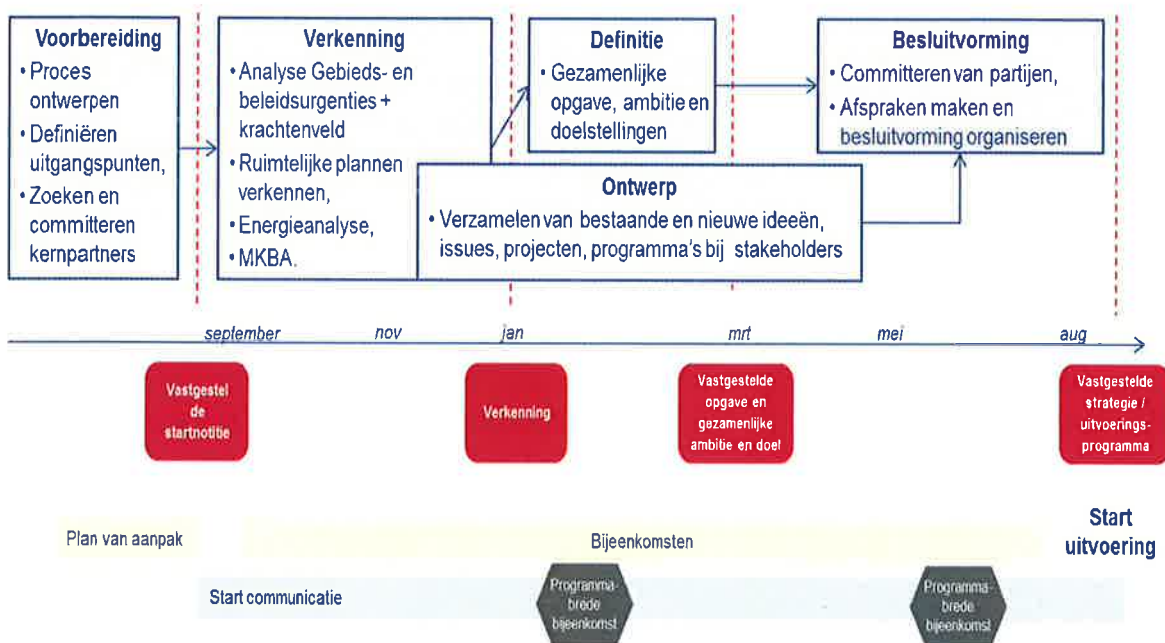 Voorbereiding
• Proces
ontwerpen
• Definiëren
uitgangspunten,
• Zoeken en
committeren
kernpartners
Verkenning
• Analyse Gebieds- en
beleidsurgenties +
krachtenveld
• Ruimtelijke plannen
verkennen,
• Energieanalyse,
• MKBA.
Definitie
• Gezamenlijke
opgave, ambitie en
doelstellingen
Besluitvorming
• Committeren van partijen,
• Afspraken maken en
besluitvorming organiseren
Ontwerp
• Verzamelen van bestaande en nieuwe ideeën,
issues, projecten, programma's bij stakeholders
september nov jan mrt mei aug
Vastgestel
de
startnotitie
Verkenning
Vastgestelde
opgave en
gezamenlijke
ambitie en doel
Vastgestelde
strategie /
uitvoerings-
programma
Plan van aanpak
Bijeenkomsten
Start
uitvoering
Start communicatie
Programma-
brede
bijeenkomst
Programma-
brede
bijeenkomst